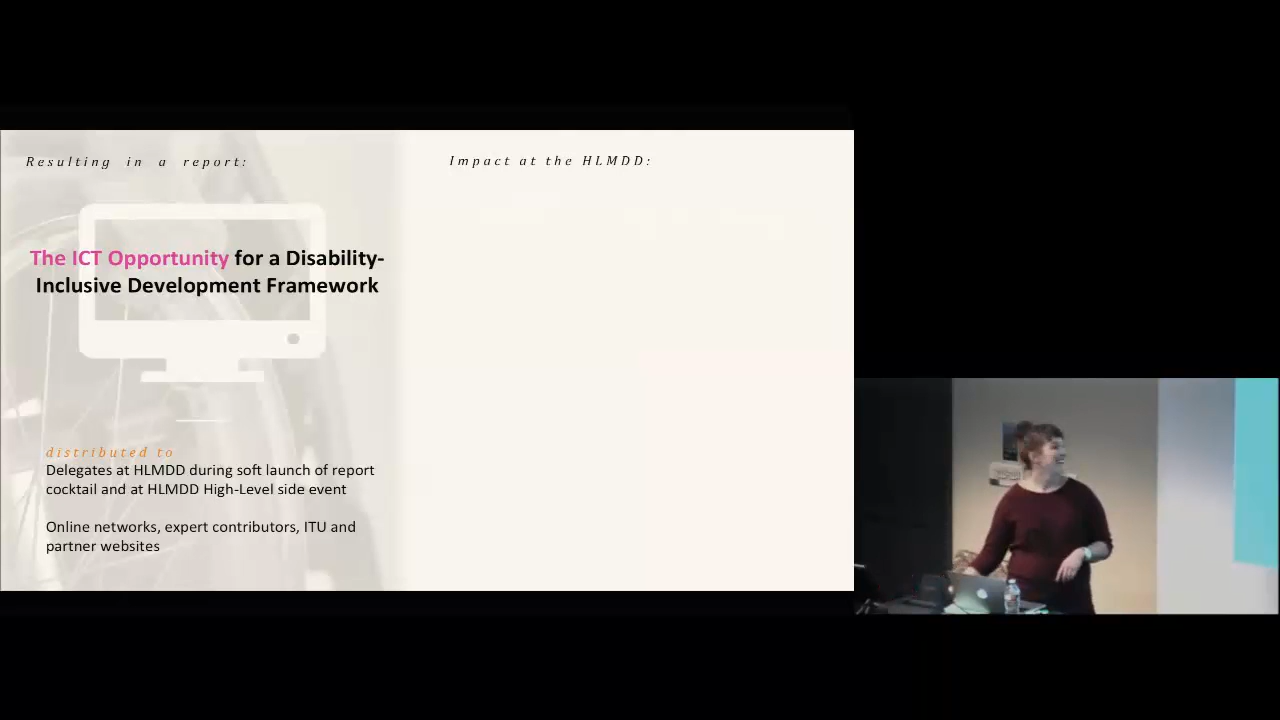 Resulting in a report:
The ICT Opportunity for a Disability-
Inclusive Development Framework
distributed to
Delegates at HLMDD during soft launch of report
cocktail and at HLMDD High-Level side event
Online networks, expert contributors, ITU and
partner websites
Impact at the HLMDD: